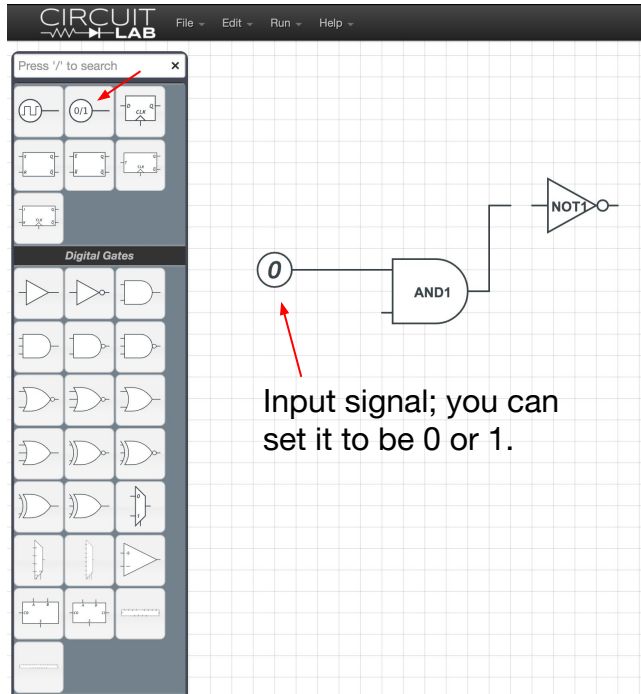 CIRCUIT
LAB
File Edit Run Help
Press '/' to search ×
0/1
D Q
CLK
S Q
R Q
T Q
CLK
Digital Gates
NOT1
0
AND1
Input signal; you can
set it to be 0 or 1.